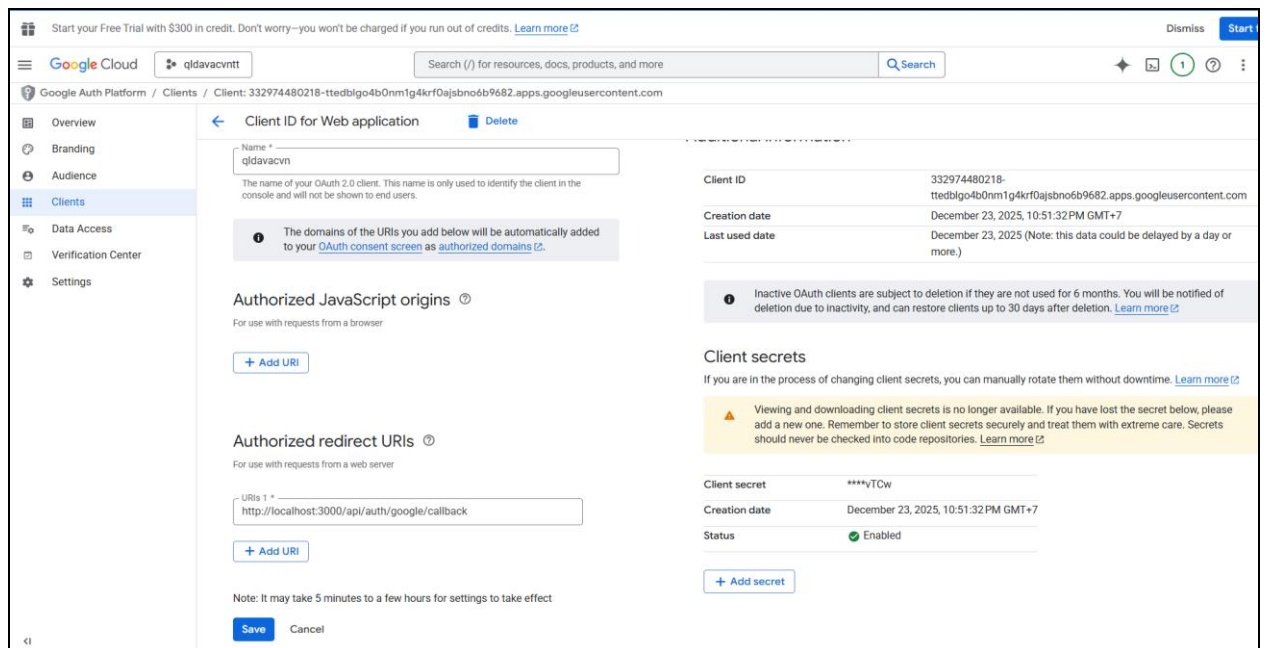 Start your Free Trial with $300 in credit. Don't worry—you won't be charged if you run out of credits. Learn more
Dismiss
Start
Google Cloud
qldavacvntt
Search (/) for resources, docs, products, and more
Search
1
Google Auth Platform / Clients / Client: 332974480218-ttedblgo4b0nm1g4krf0ajsbno6b9682.apps.googleusercontent.com
Overview
Branding
Audience
Clients
Data Access
Verification Center
Settings
Client ID for Web application
Delete
Name *
qldavacvn
The name of your OAuth 2.0 client. This name is only used to identify the client in the
console and will not be shown to end users.
The domains of the URIs you add below will be automatically added
to your OAuth consent screen as authorized domains.
Authorized JavaScript origins
For use with requests from a browser
+ Add URI
Authorized redirect URIs
For use with requests from a web server
URIs 1 *
http://localhost:3000/api/auth/google/callback
+ Add URI
Note: It may take 5 minutes to a few hours for settings to take effect
Save
Cancel
Additional information
Client ID
332974480218-
ttedblgo4b0nm1g4krf0ajsbno6b9682.apps.googleusercontent.com
Creation date
December 23, 2025, 10:51:32 PM GMT+7
Last used date
December 23, 2025 (Note: this data could be delayed by a day or
more.)
Inactive OAuth clients are subject to deletion if they are not used for 6 months. You will be notified of
deletion due to inactivity, and can restore clients up to 30 days after deletion. Learn more
Client secrets
If you are in the process of changing client secrets, you can manually rotate them without downtime. Learn more
Viewing and downloading client secrets is no longer available. If you have lost the secret below, please
add a new one. Remember to store client secrets securely and treat them with extreme care. Secrets
should never be checked into code repositories. Learn more
Client secret
****vTCw
Creation date
December 23, 2025, 10:51:32 PM GMT+7
Status
Enabled
+ Add secret